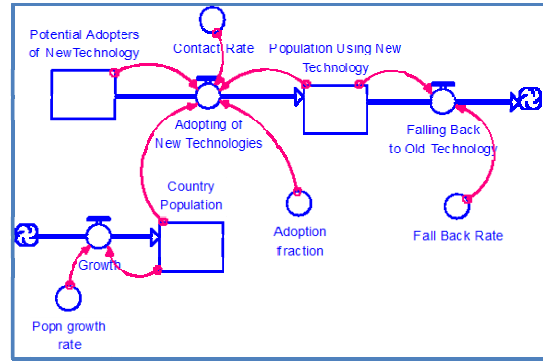 Potential Adopters
of NewTechnology
Contact Rate
Population Using New
Technology
Adopting of
New Technologies
Falling Back
to Old Technology
Country
Population
Adoption
fraction
Fall Back Rate
Growth
Popn growth
rate